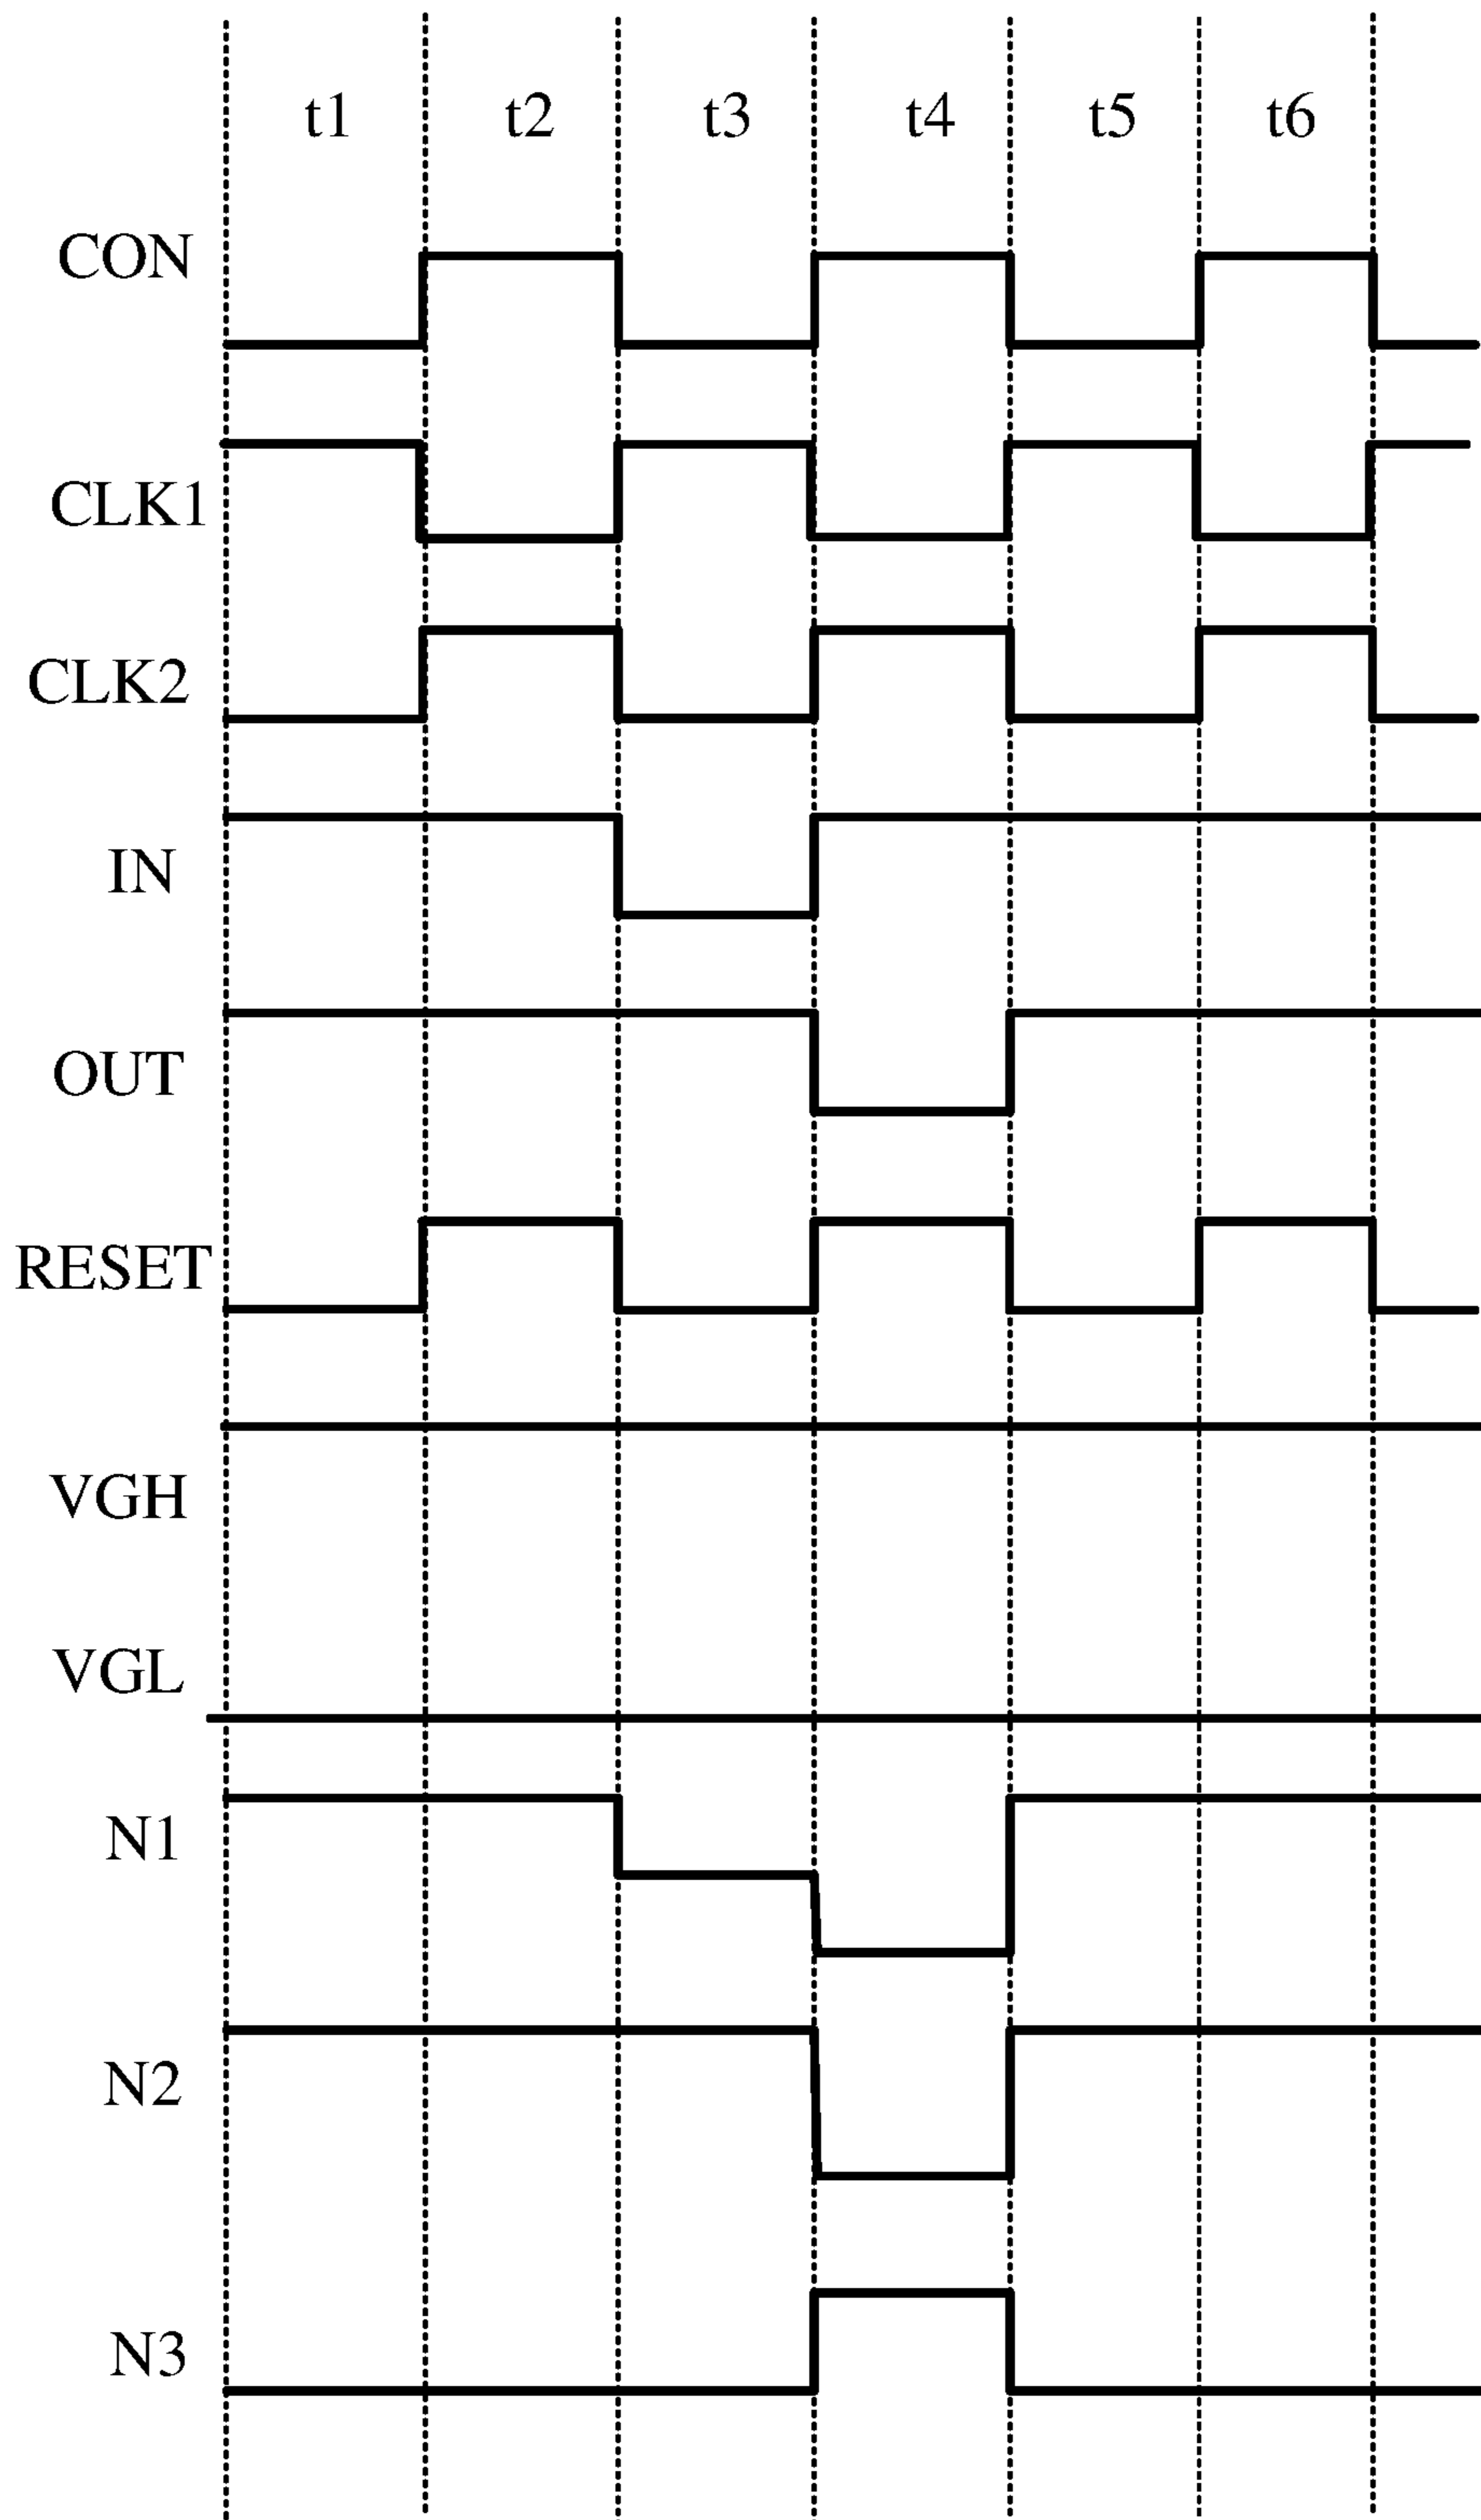 t1 t2 t3 t4 t5 t6
CON
CLK1
CLK2
IN
OUT
RESET
VGH
VGL
N1
N2
N3